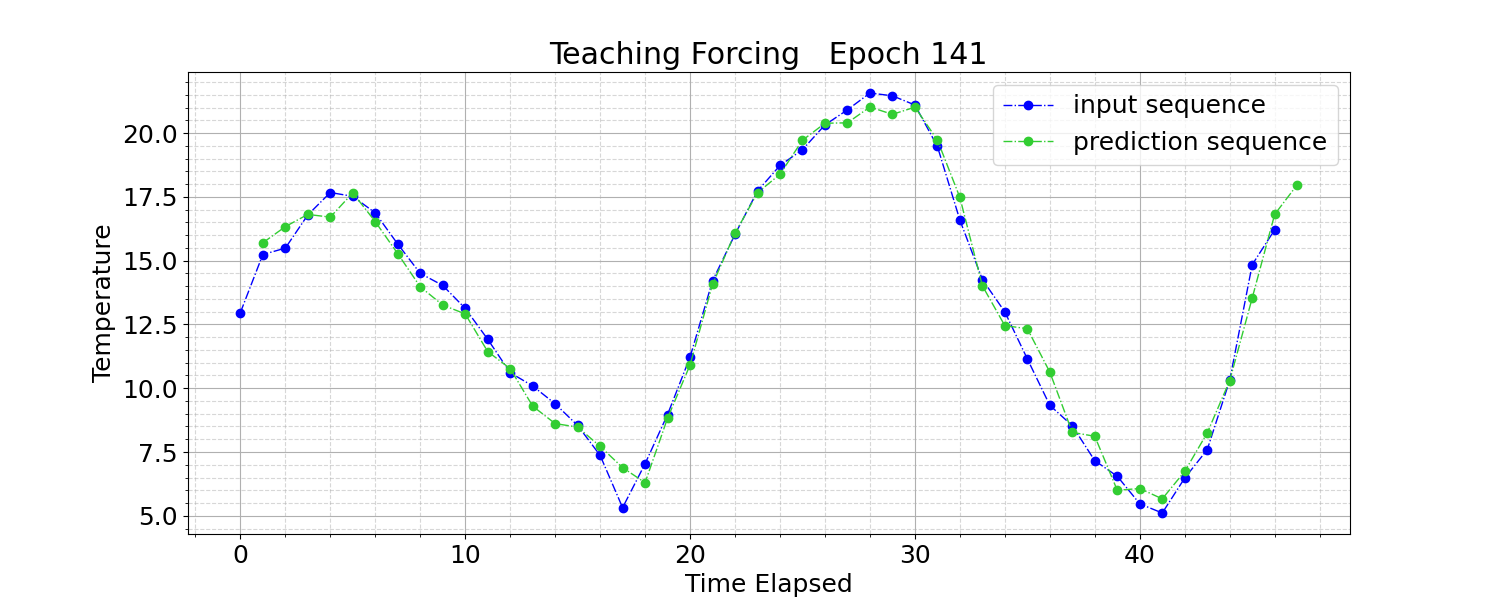 Teaching Forcing   Epoch 141
input sequence
prediction sequence
Temperature
20.0
17.5
15.0
12.5
10.0
7.5
5.0
0 10 20 30 40
Time Elapsed